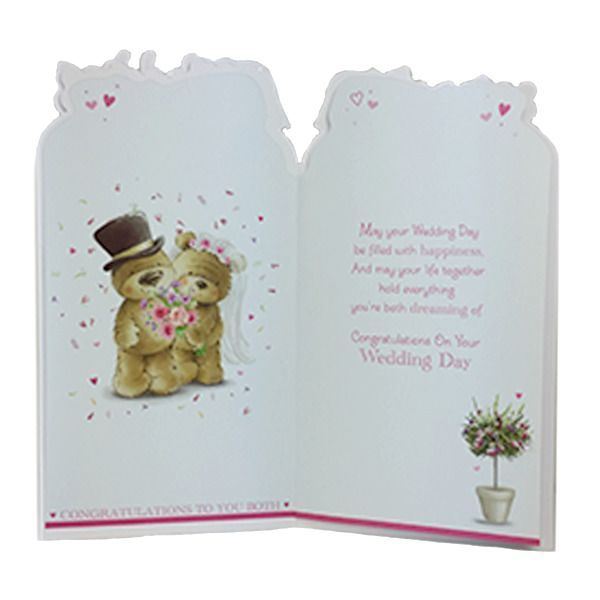 CONGRATULATIONS TO YOU BOTH
May your Wedding Day
be filled with happiness,
And may your life together
hold everything
you're both dreaming of.
Congratulations On Your
Wedding Day